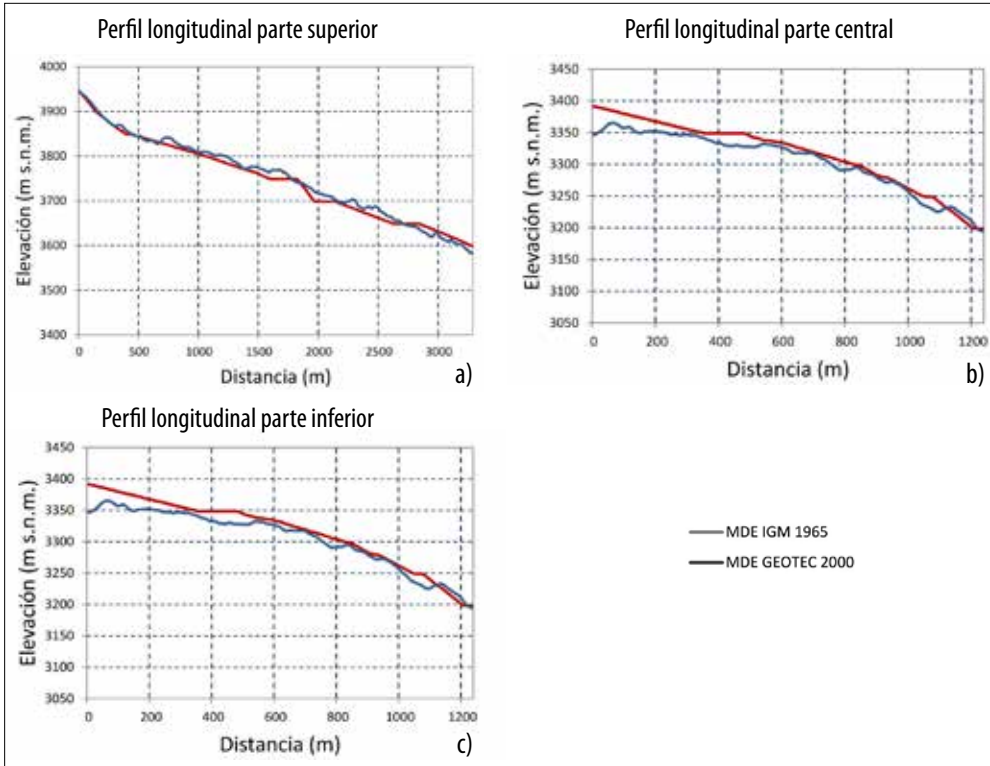 Perfil longitudinal parte superior
Elevación (m s.n.m.)
4000
3900
3800
3700
3600
3500
3400
0 500 1000 1500 2000 2500 3000
Distancia (m)
a)
Perfil longitudinal parte central
Elevación (m s.n.m.)
3450
3400
3350
3300
3250
3200
3150
3100
3050
0 200 400 600 800 1000 1200
Distancia (m)
b)
Perfil longitudinal parte inferior
Elevación (m s.n.m.)
3450
3400
3350
3300
3250
3200
3150
3100
3050
0 200 400 600 800 1000 1200
Distancia (m)
c)
MDE IGM 1965
MDE GEOTEC 2000